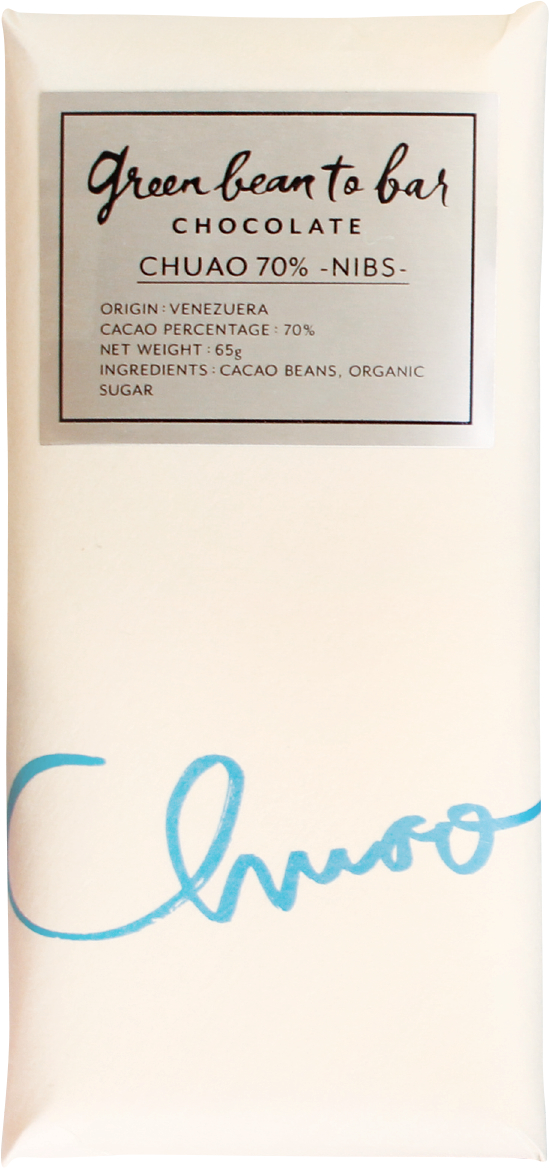 green bean to bar
CHOCOLATE
CHUAO 70% -NIBS-
ORIGIN : VENEZUERA
CACAO PERCENTAGE : 70%
NET WEIGHT : 65g
INGREDIENTS : CACAO BEANS, ORGANIC
SUGAR
Chuao